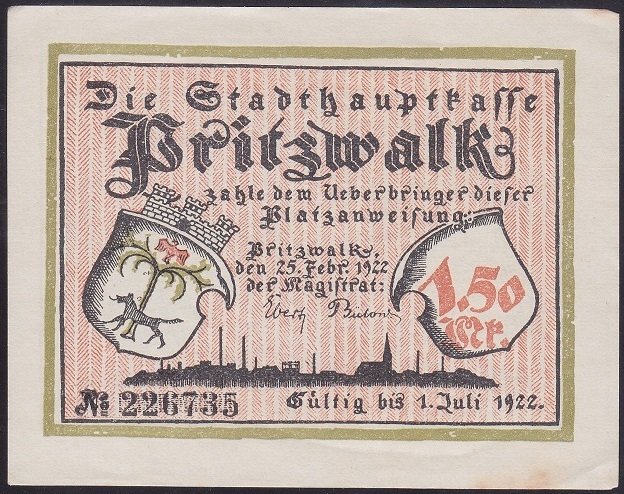 Die Stadthauptkasse
Pritzwalk
zahle dem Ueberbringer dieser
Platzanweisung:
Pritzwalk,
den 25. Febr. 1922
der Magistrat:
1.50
Mk.
№ 226735
Gültig bis 1. Juli 1922.